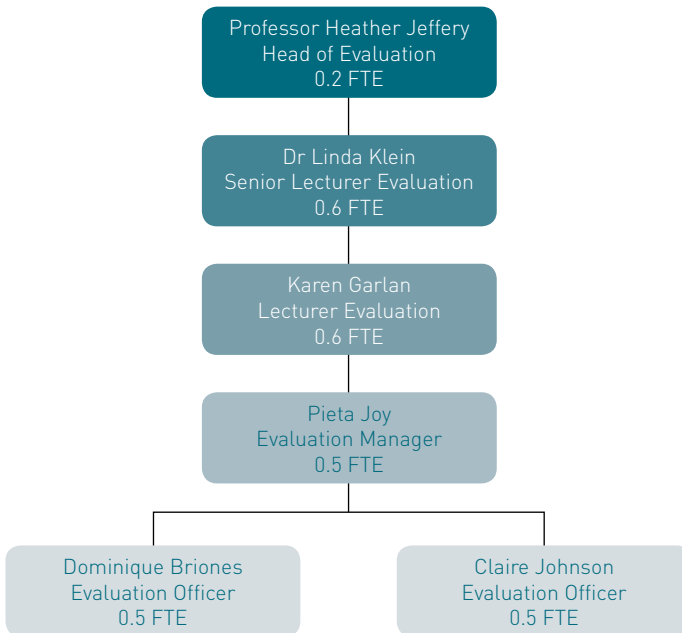 Professor Heather Jeffery
Head of Evaluation
0.2 FTE
Dr Linda Klein
Senior Lecturer Evaluation
0.6 FTE
Karen Garlan
Lecturer Evaluation
0.6 FTE
Pieta Joy
Evaluation Manager
0.5 FTE
Dominique Briones
Evaluation Officer
0.5 FTE
Claire Johnson
Evaluation Officer
0.5 FTE